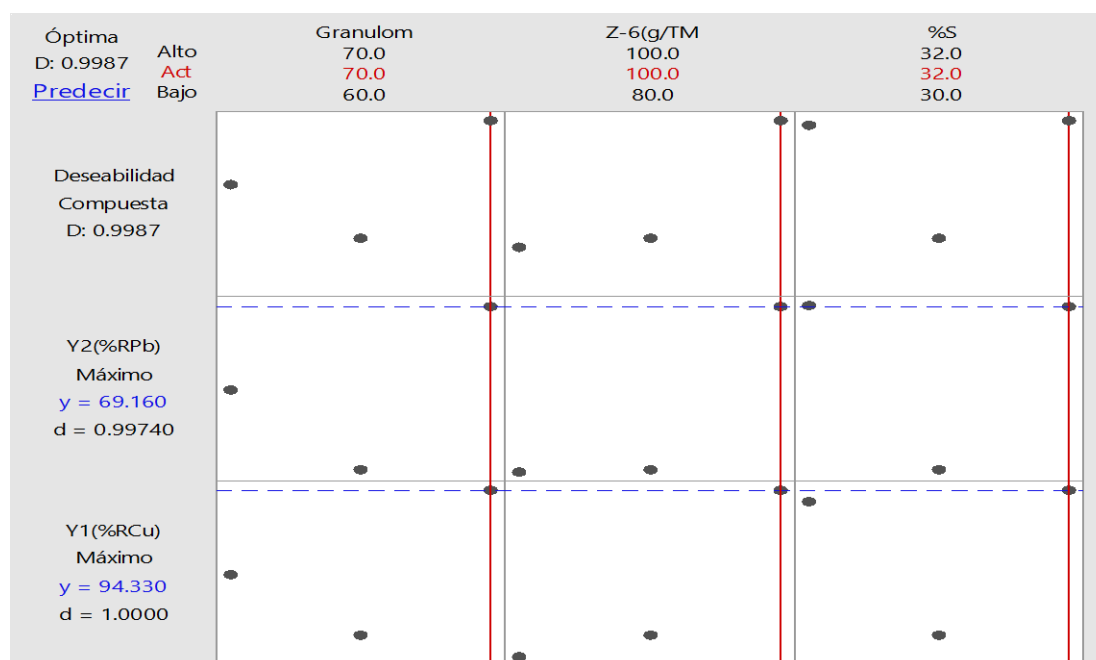 Óptima
D: 0.9987
Predecir
Alto
Act
Bajo
Granulom
70.0
70.0
60.0
Z-6(g/TM
100.0
100.0
80.0
%S
32.0
32.0
30.0
Deseabilidad
Compuesta
D: 0.9987
Y2(%RPb)
Máximo
y = 69.160
d = 0.99740
Y1(%RCu)
Máximo
y = 94.330
d = 1.0000